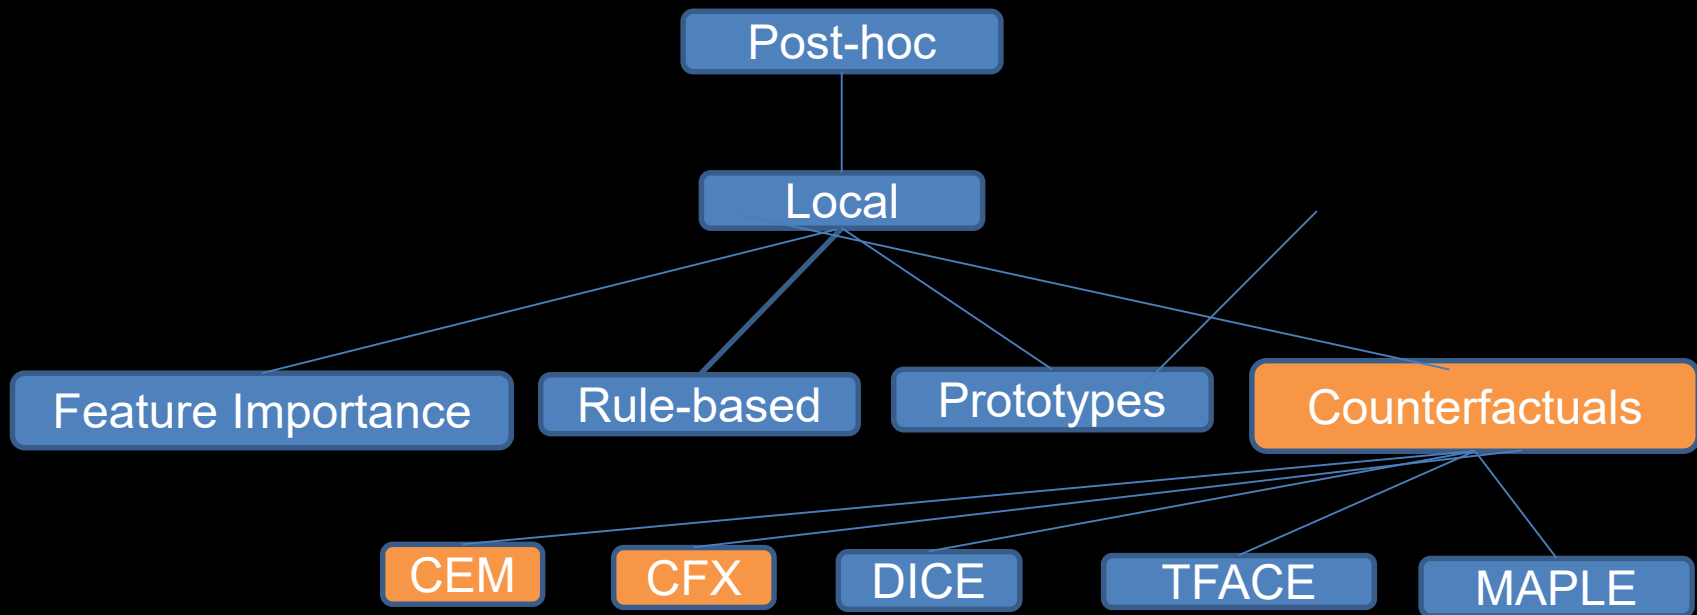 Post-hoc
Local
Feature Importance
Rule-based
Prototypes
Counterfactuals
CEM
CFX
DICE
TFACE
MAPLE